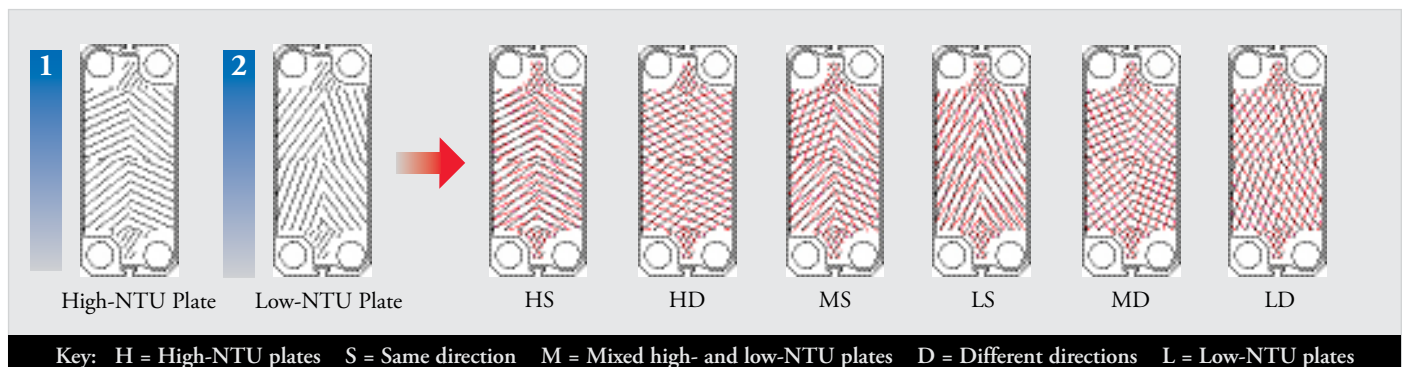 1
2
High-NTU Plate Low-NTU Plate HS HD MS LS MD LD
Key: H = High-NTU plates S = Same direction M = Mixed high- and low-NTU plates D = Different directions L = Low-NTU plates